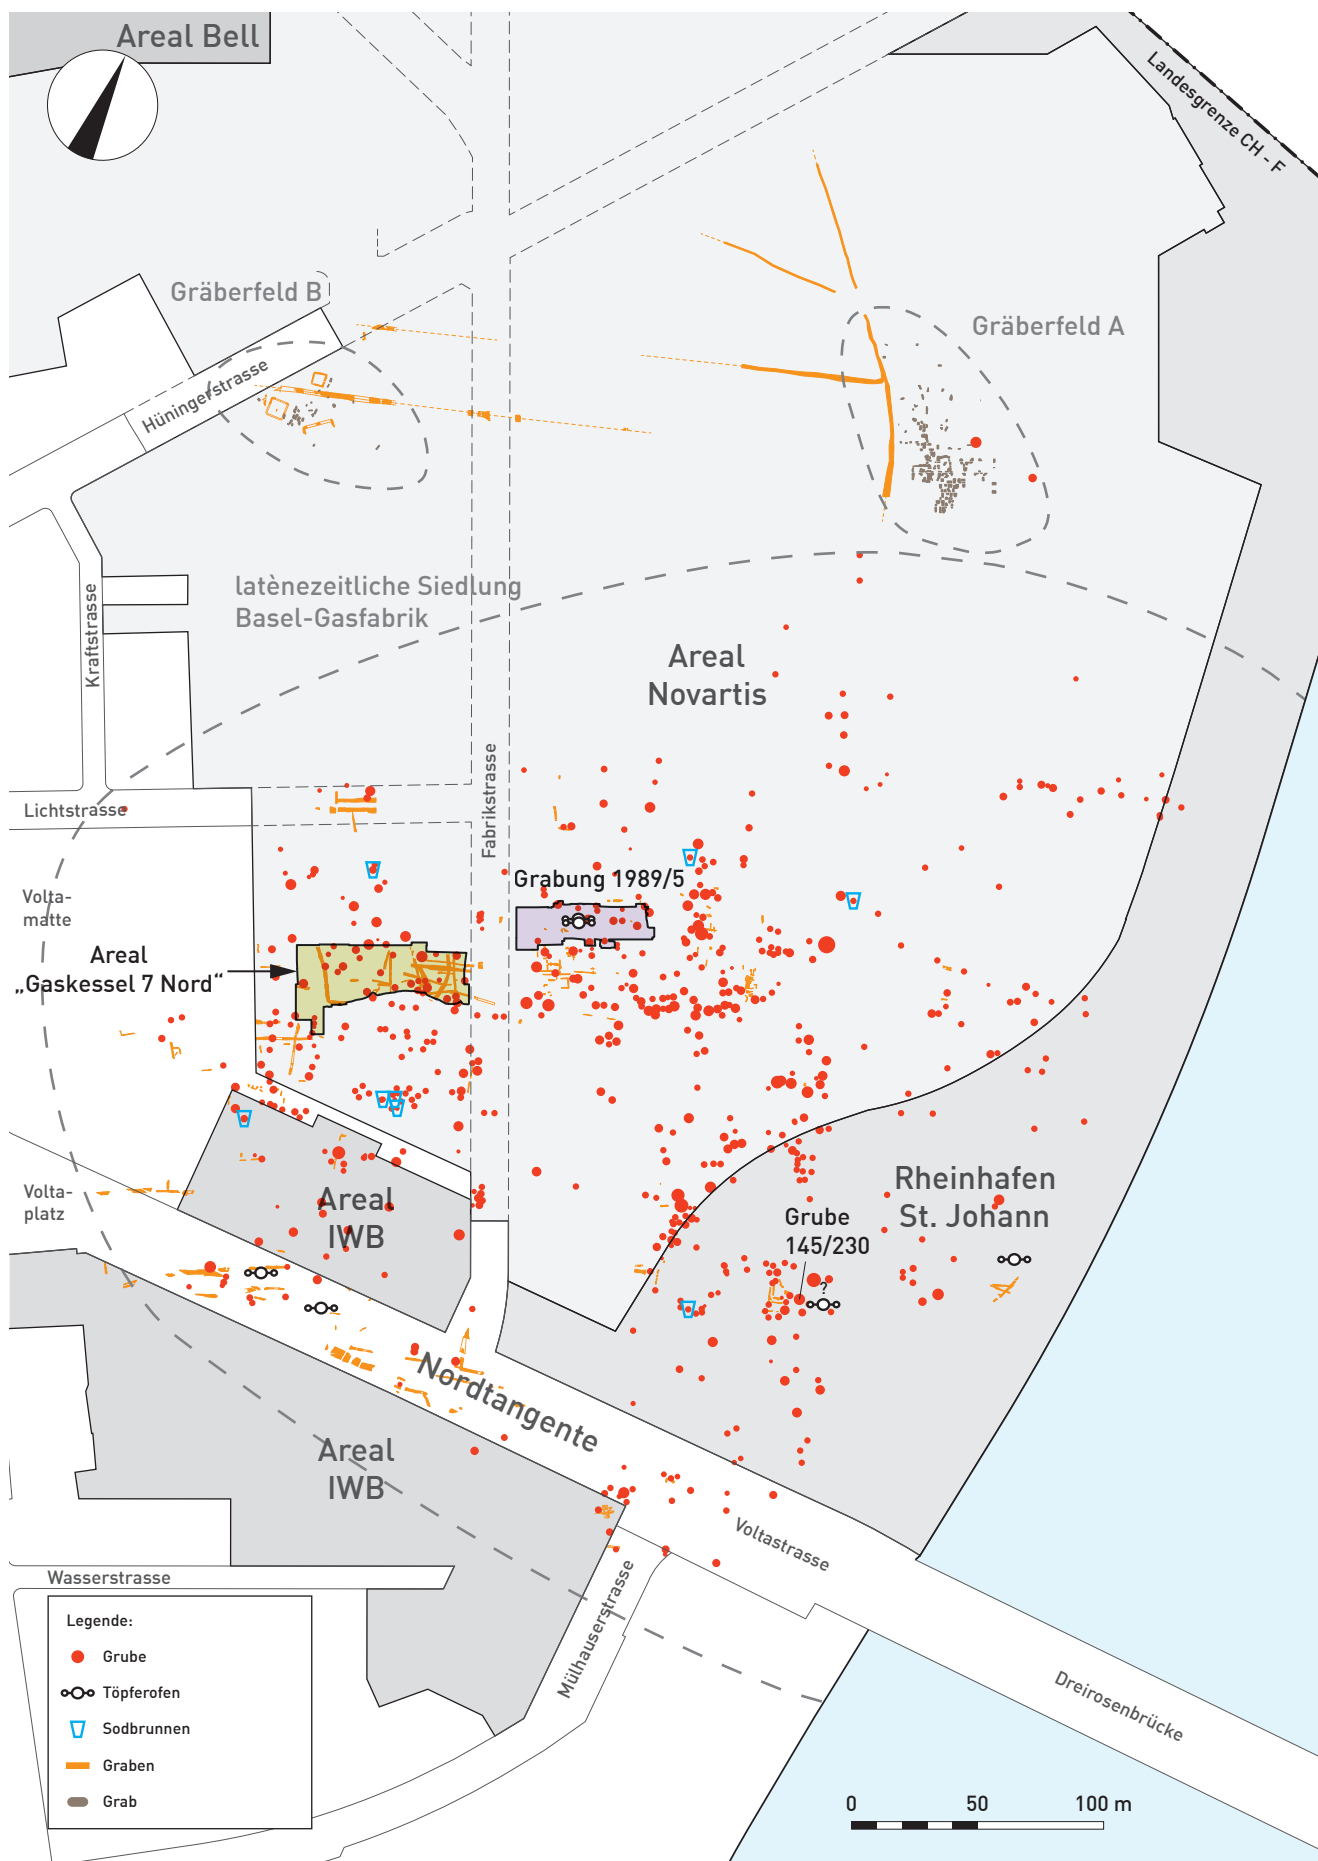 Areal Bell
Landesgrenze CH - F
Gräberfeld B
Gräberfeld A
Hüningerstrasse
latènezeitliche Siedlung
Basel-Gasfabrik
Kraftstrasse
Areal
Novartis
Fabrikstrasse
Lichtstrasse
Grabung 1989/5
Volta-
matte
Areal
„Gaskessel 7 Nord“
Rheinhafen
St. Johann
Volta-
platz
Areal
IWB
Grube
145/230
?
Nordtangente
Areal
IWB
Voltastrasse
Wasserstrasse
Mülhauserstrasse
Dreirosenbrücke
Legende:
Grube
Töpferofen
Sodbrunnen
Graben
Grab
0 50 100 m